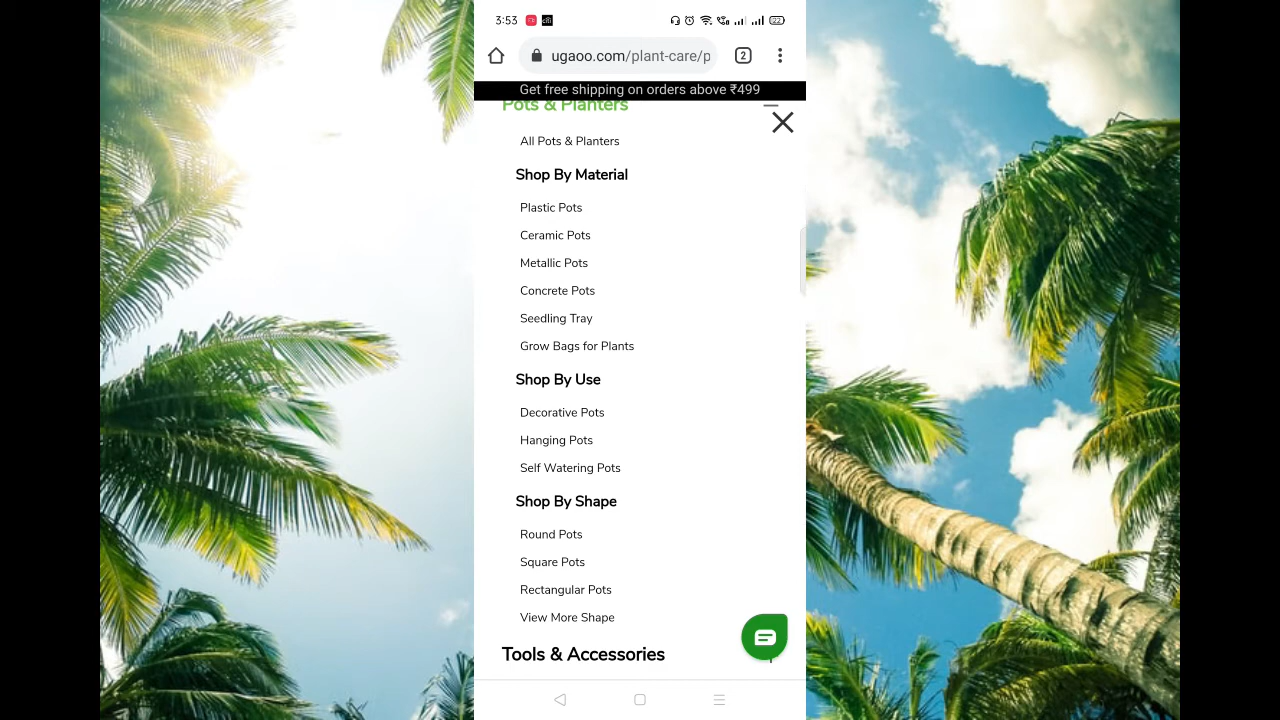 3:53
22
ugaoo.com/plant-care/p
2
Get free shipping on orders above ₹499
Pots & Planters
All Pots & Planters
Shop By Material
Plastic Pots
Ceramic Pots
Metallic Pots
Concrete Pots
Seedling Tray
Grow Bags for Plants
Shop By Use
Decorative Pots
Hanging Pots
Self Watering Pots
Shop By Shape
Round Pots
Square Pots
Rectangular Pots
View More Shape
Tools & Accessories